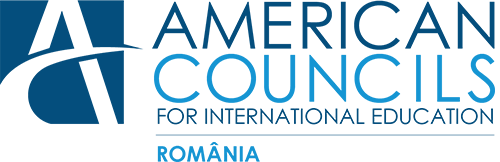 AMERICAN
COUNCILS
FOR INTERNATIONAL EDUCATION
ROMÂNIA